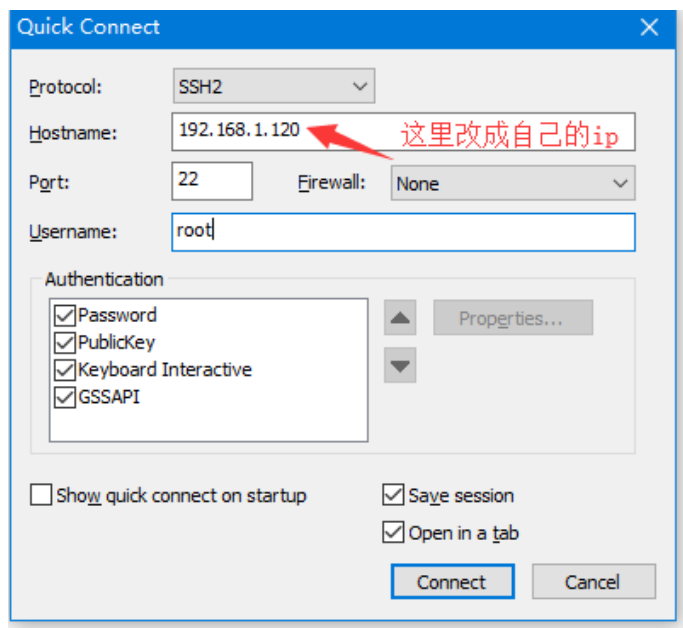 Quick Connect
Protocol: SSH2
Hostname: 192.168.1.120 这里改成自己的ip
Port: 22 Firewall: None
Username: root
Authentication
Password
PublicKey
Keyboard Interactive
GSSAPI
Properties...
Show quick connect on startup
Save session
Open in a tab
Connect Cancel